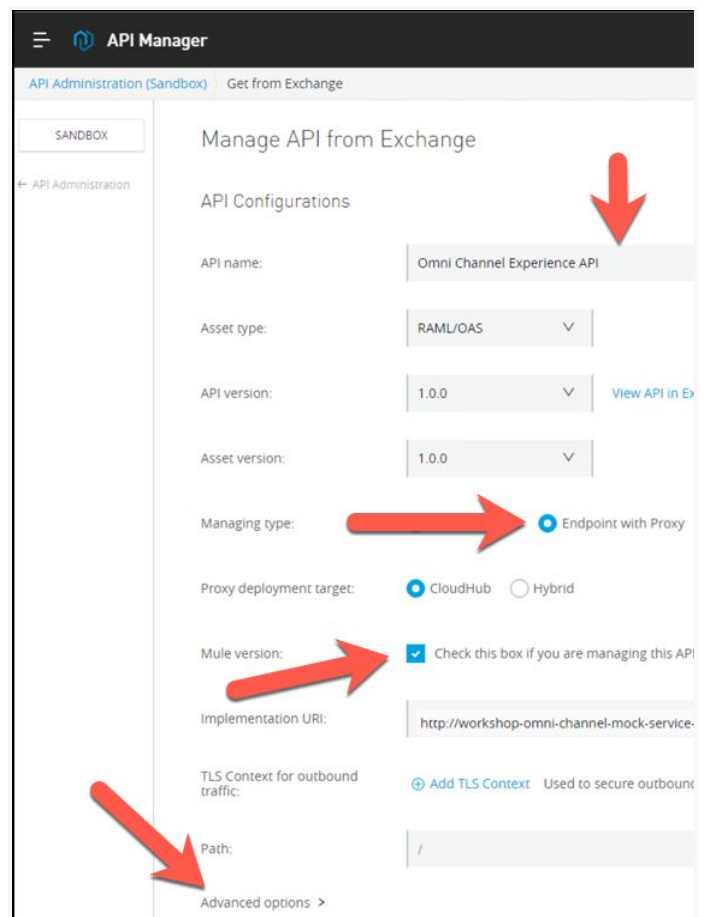 API Manager
API Administration (Sandbox) Get from Exchange
SANDBOX
← API Administration
Manage API from Exchange
API Configurations
API name: Omni Channel Experience API
Asset type: RAML/OAS
API version: 1.0.0 View API in Ex
Asset version: 1.0.0
Managing type: Endpoint with Proxy
Proxy deployment target: CloudHub Hybrid
Mule version: Check this box if you are managing this API
Implementation URI: http://workshop-omni-channel-mock-service-
TLS Context for outbound
traffic: Add TLS Context Used to secure outbound
Path: /
Advanced options >